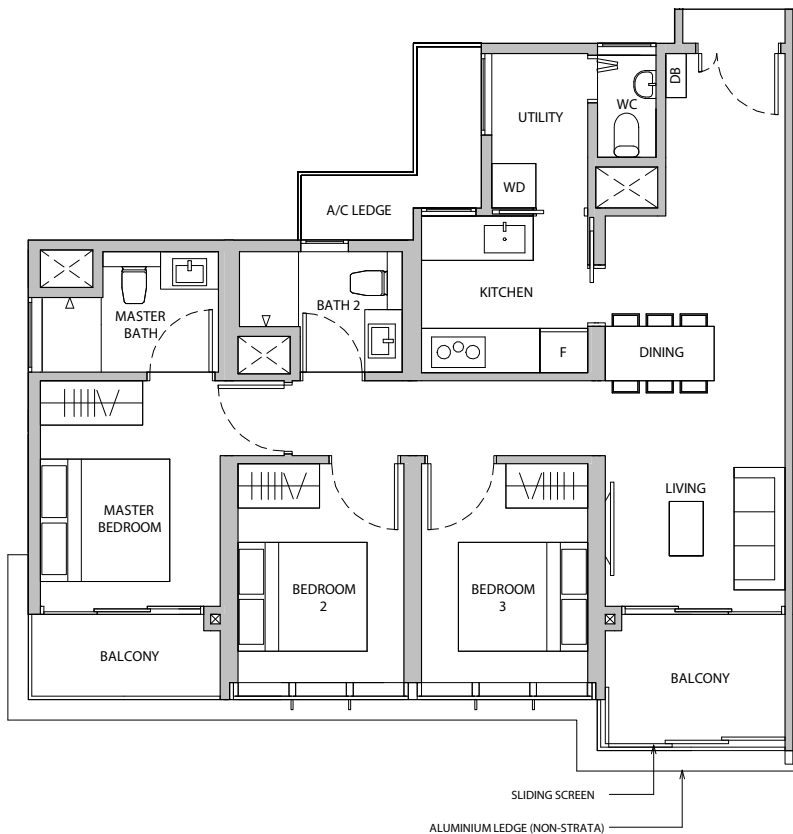 DB
WC
UTILITY
WD
A/C LEDGE
KITCHEN
BATH 2
MASTER
BATH
F
DINING
LIVING
MASTER
BEDROOM
BEDROOM
2
BEDROOM
3
BALCONY
BALCONY
SLIDING SCREEN
ALUMINIUM LEDGE (NON-STRATA)